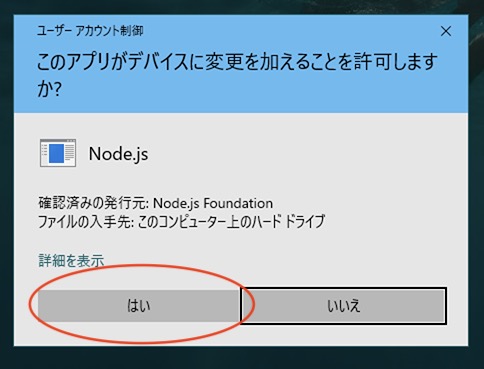 ユーザー アカウント制御
このアプリがデバイスに変更を加えることを許可します
か?
Node.js
確認済みの発行元: Node.js Foundation
ファイルの入手先: このコンピューター上のハード ドライブ
詳細を表示
はい
いいえ